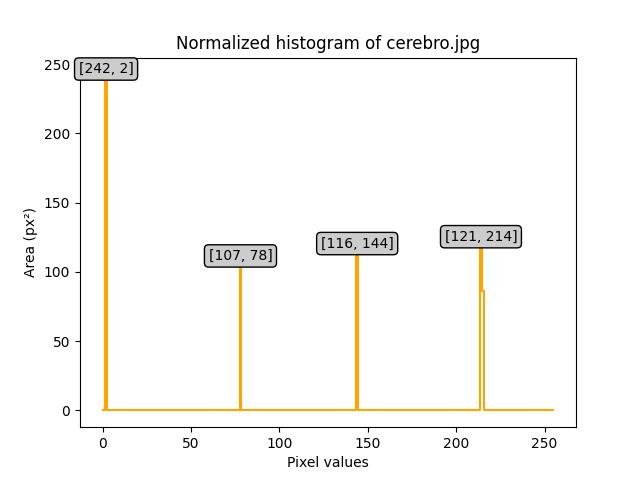 Normalized histogram of cerebro.jpg
250
[242, 2]
200
150
[121, 214]
[116, 144]
[107, 78]
100
50
0
Area (px²)
0 50 100 150 200 250
Pixel values